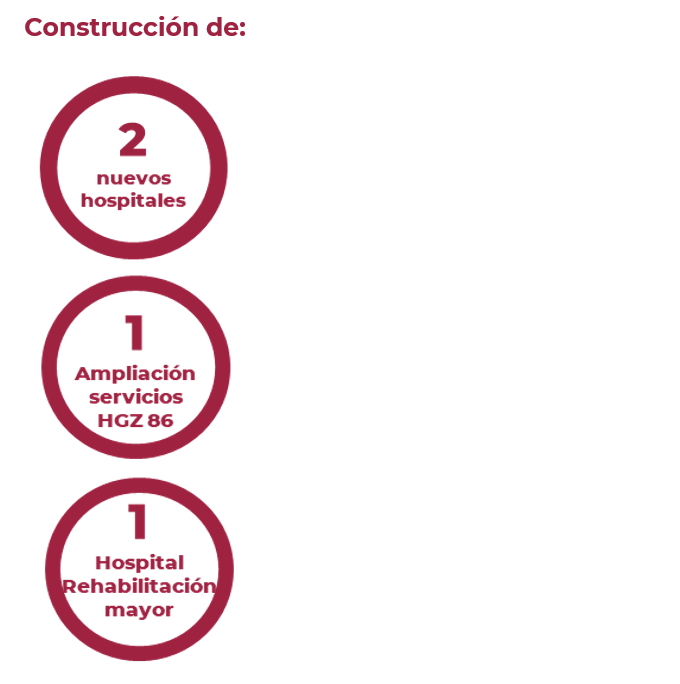 Construcción de:
2
nuevos
hospitales
1
Ampliación
servicios
HGZ 86
1
Hospital
Rehabilitación
mayor